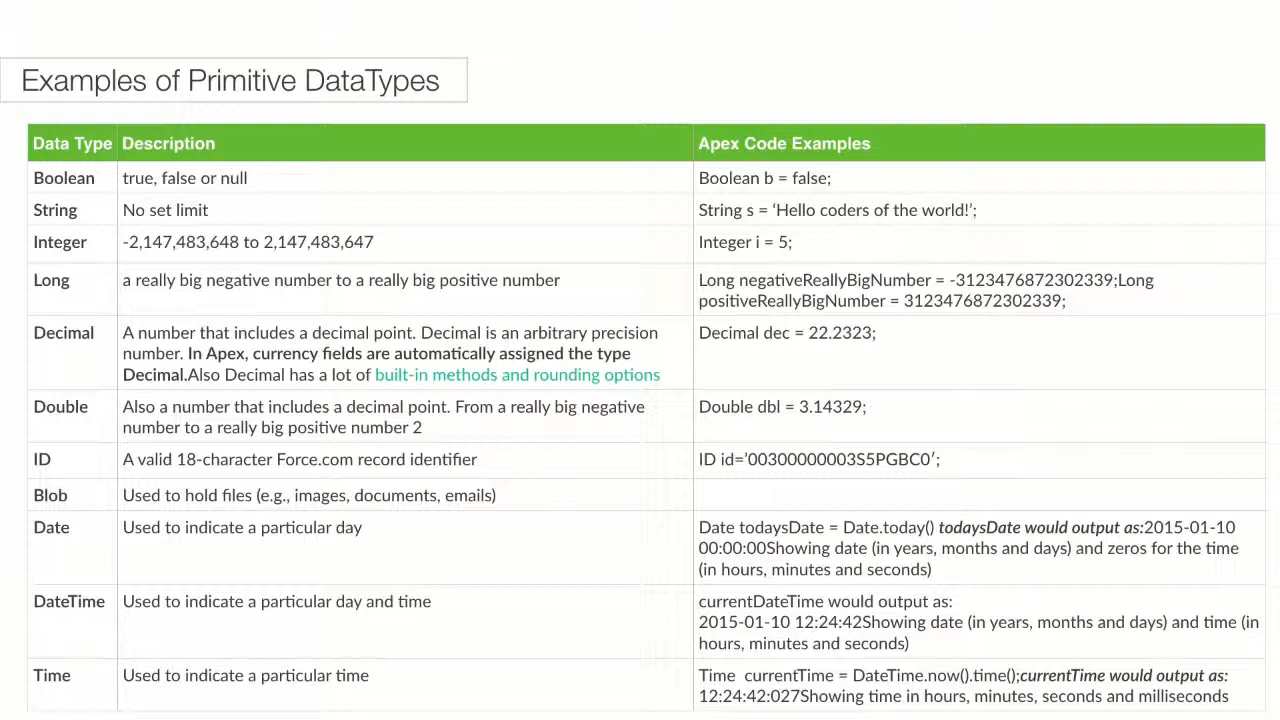 Examples of Primitive DataTypes
Data Type Description Apex Code Examples
Boolean true, false or null Boolean b = false;
String No set limit String s = ‘Hello coders of the world!’;
Integer -2,147,483,648 to 2,147,483,647 Integer i = 5;
Long a really big negative number to a really big positive number Long negativeReallyBigNumber = -3123476872302339;Long
positiveReallyBigNumber = 3123476872302339;
Decimal A number that includes a decimal point. Decimal is an arbitrary precision Decimal dec = 22.2323;
number. In Apex, currency fields are automatically assigned the type
Decimal.Also Decimal has a lot of built-in methods and rounding options
Double Also a number that includes a decimal point. From a really big negative Double dbl = 3.14329;
number to a really big positive number 2
ID A valid 18-character Force.com record identifier ID id=’00300000003S5PGBC0′;
Blob Used to hold files (e.g., images, documents, emails)
Date Used to indicate a particular day Date todaysDate = Date.today() todaysDate would output as:2015-01-10
00:00:00Showing date (in years, months and days) and zeros for the time
(in hours, minutes and seconds)
DateTime Used to indicate a particular day and time currentDateTime would output as:
2015-01-10 12:24:42Showing date (in years, months and days) and time (in
hours, minutes and seconds)
Time Used to indicate a particular time Time currentTime = DateTime.now().time();currentTime would output as:
12:24:42:027Showing time in hours, minutes, seconds and milliseconds